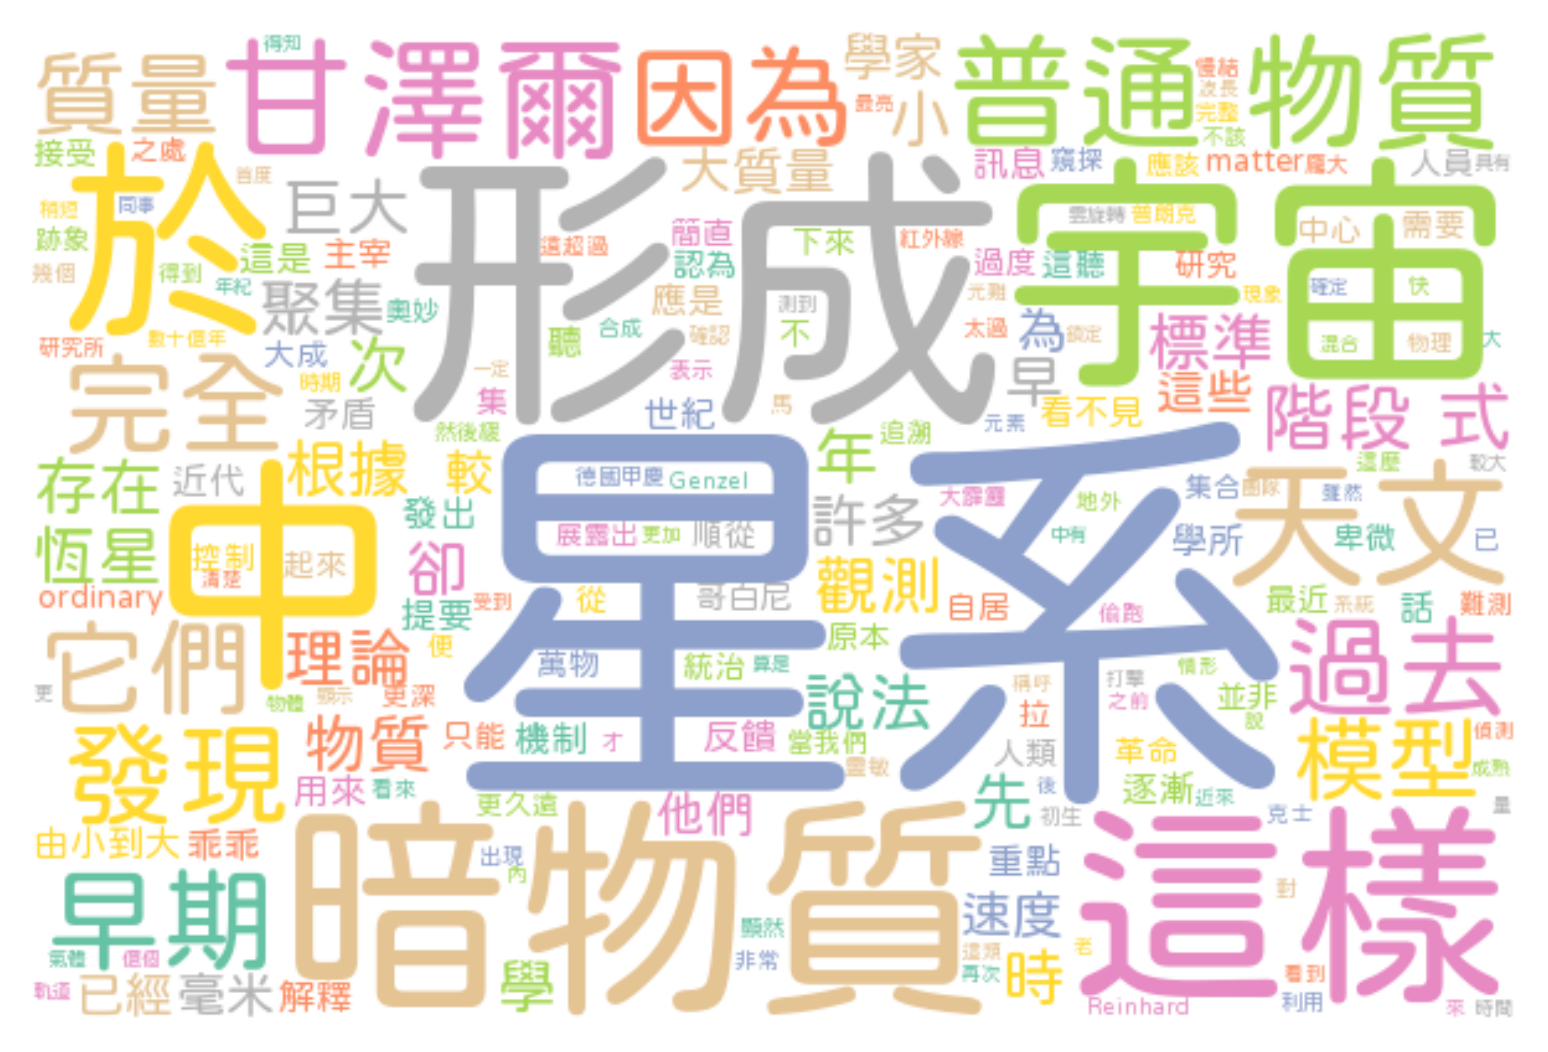 得知
質量
甘澤爾
因為
學家
普通物質
慢結
波長
最亮
小
完整
不該
接受
之處
大質量
訊息
窺探
應該
matter
龐大
人員
具有
首度
於
形成
宇宙
巨大
稍短
同事
雲旋轉
普朗克
中心
需要
跡象
這是
主宰
遠超過
簡直
下來
紅外線
幾個
得到
年紀
認為
過度
這聽
研究
聚集
奧妙
應是
測到
元雜
現象
確定
快
研究所
數十億年
大成
次
聽
合成
確認
不
太過
為
鎖定
標準
混合
物理
大
完全
時期
矛盾
一定
集
表示
世紀
馬
早
看不見
這些
階段
式
然後緩
年
追溯
元素
存在
近代
中
根據
較
星系
德國甲慶
Genzel
大霹靂
地外
集合
團隊
雖然
這麼
較大
天文
恆星
控制
清楚
起來
發出
卻
展露出
更加
順從
許多
中有
學所
卑微
已
ordinary
提要
受到
從
哥白尼
觀測
自居
偷跑
最近
系統
話
難測
它們
理論
便
萬物
統治
算是
原本
情形
過去
更
物體
顯示
更深
說法
稱呼
打擊
之前
並非
說
發現
物質
只能
機制
才
反饋
當我們
拉
人類
革命
模型
偵測
用來
看來
靈敏
逐漸
近來
成熟
更久遠
他們
先
後
初生
克士
量
由小到大
乖乖
暗物質
出現
內
重點
這樣
早期
速度
對
氣體
億個
顯然
非常
這類
再次
時
老
看到
軌道
已經
毫米
解釋
學
Reinhard
利用
來
時間